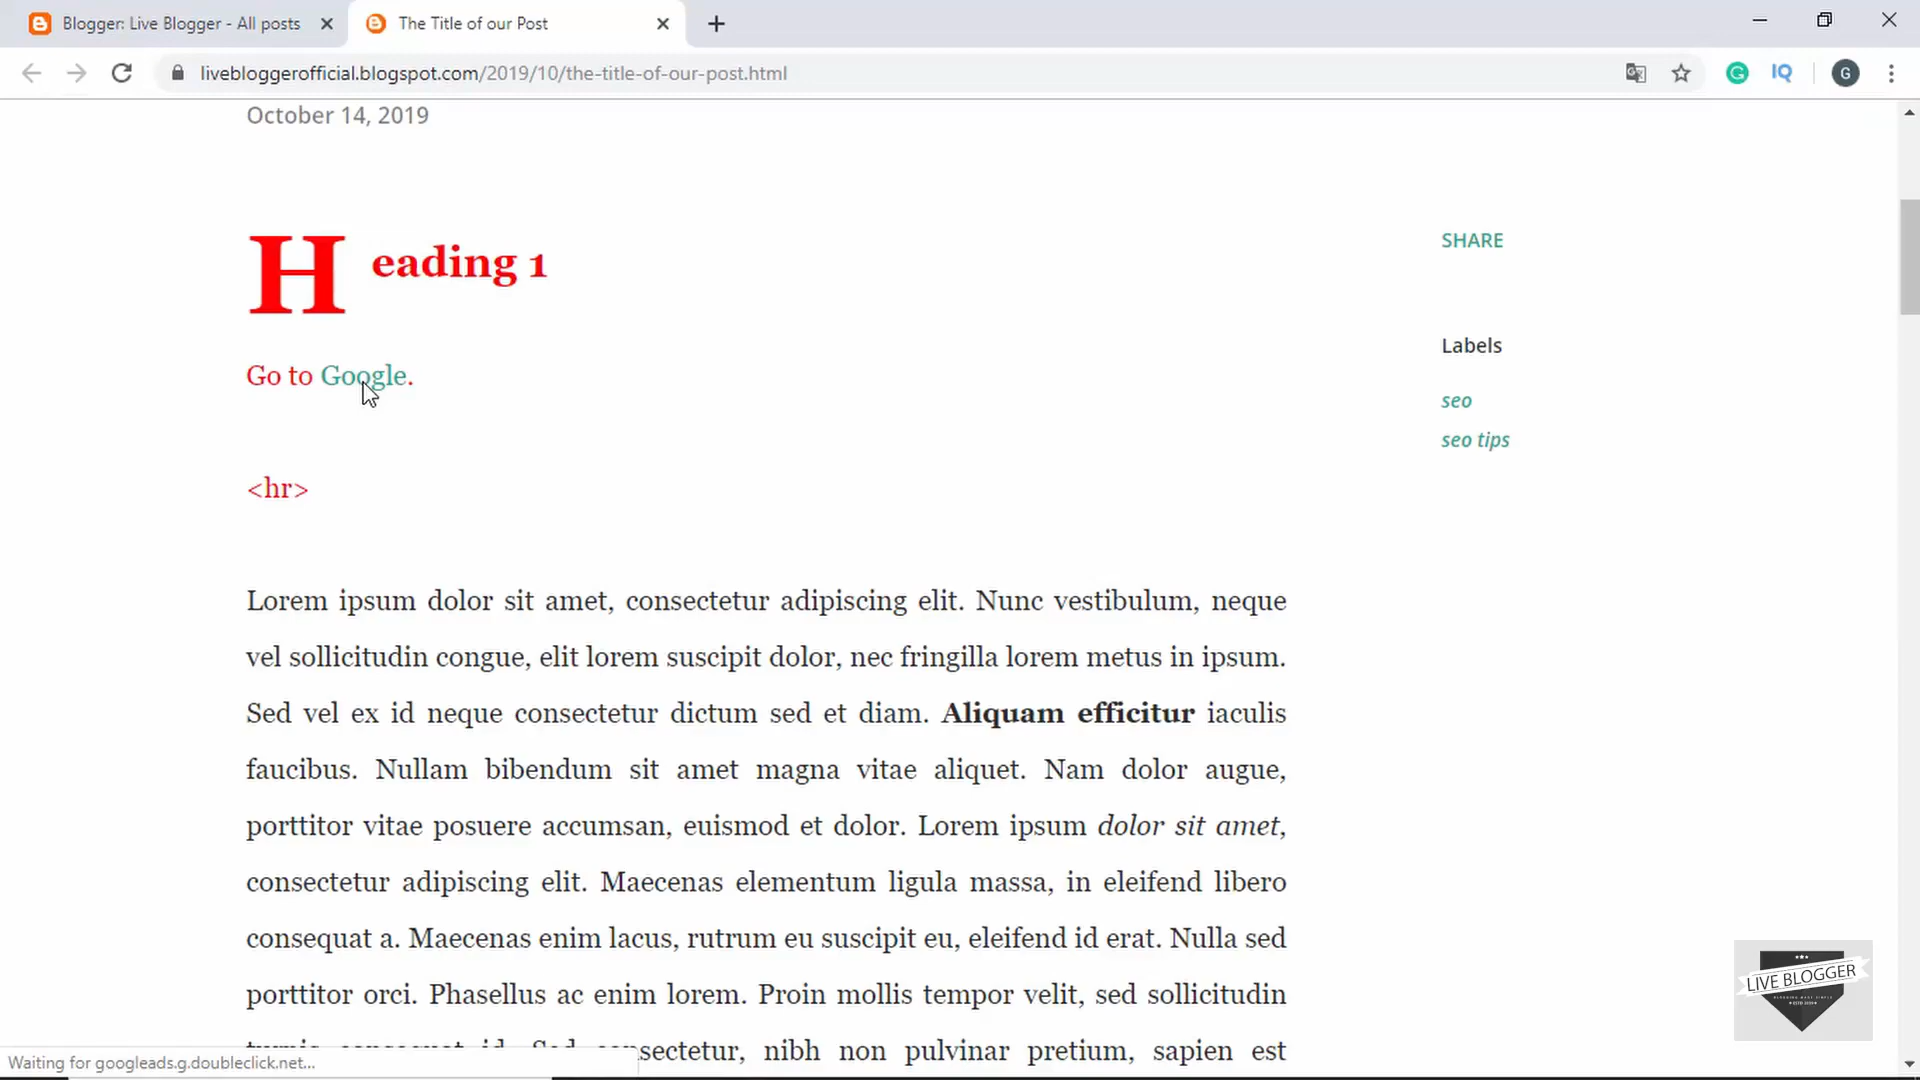 Blogger: Live Blogger - All posts
The Title of our Post
livebloggerofficial.blogspot.com/2019/10/the-title-of-our-post.html
IQ
G
October 14, 2019
Heading 1
SHARE
Go to Google.
Labels
seo
seo tips
<hr>
Lorem ipsum dolor sit amet, consectetur adipiscing elit. Nunc vestibulum, neque
vel sollicitudin congue, elit lorem suscipit dolor, nec fringilla lorem metus in ipsum.
Sed vel ex id neque consectetur dictum sed et diam. Aliquam efficitur iaculis
faucibus. Nullam bibendum sit amet magna vitae aliquet. Nam dolor augue,
porttitor vitae posuere accumsan, euismod et dolor. Lorem ipsum dolor sit amet,
consectetur adipiscing elit. Maecenas elementum ligula massa, in eleifend libero
consequat a. Maecenas enim lacus, rutrum eu suscipit eu, eleifend id erat. Nulla sed
porttitor orci. Phasellus ac enim lorem. Proin mollis tempor velit, sed sollicitudin
nibh non pulvinar pretium, sapien est
Waiting for googleads.g.doubleclick.net...
LIVE BLOGGER